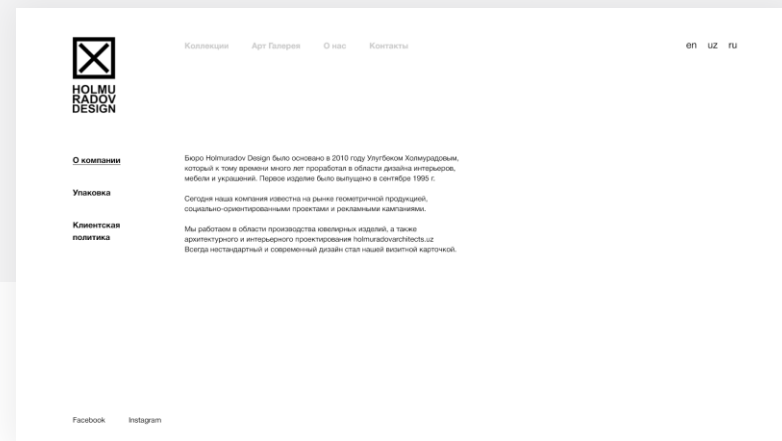 Коллекции Арт Галерея О нас Контакты
en uz ru
HOLMU
RADOV
DESIGN
О компании
Упаковка
Клиентская
политика
Бюро Holmuradov Design было основано в 2010 году Улугбеком Холмурадовым,
который к тому времени много лет проработал в области дизайна интерьеров,
мебели и украшений. Первое изделие было выпущено в сентябре 1995 г.
Сегодня наша компания известна на рынке геометричной продукцией,
социально-ориентированными проектами и рекламными кампаниями.
Мы работаем в области производства ювелирных изделий, а также
архитектурного и интерьерного проектирования holmuradovarchitects.uz
Всегда нестандартный и современный дизайн стал нашей визитной карточкой.
Facebook Instagram